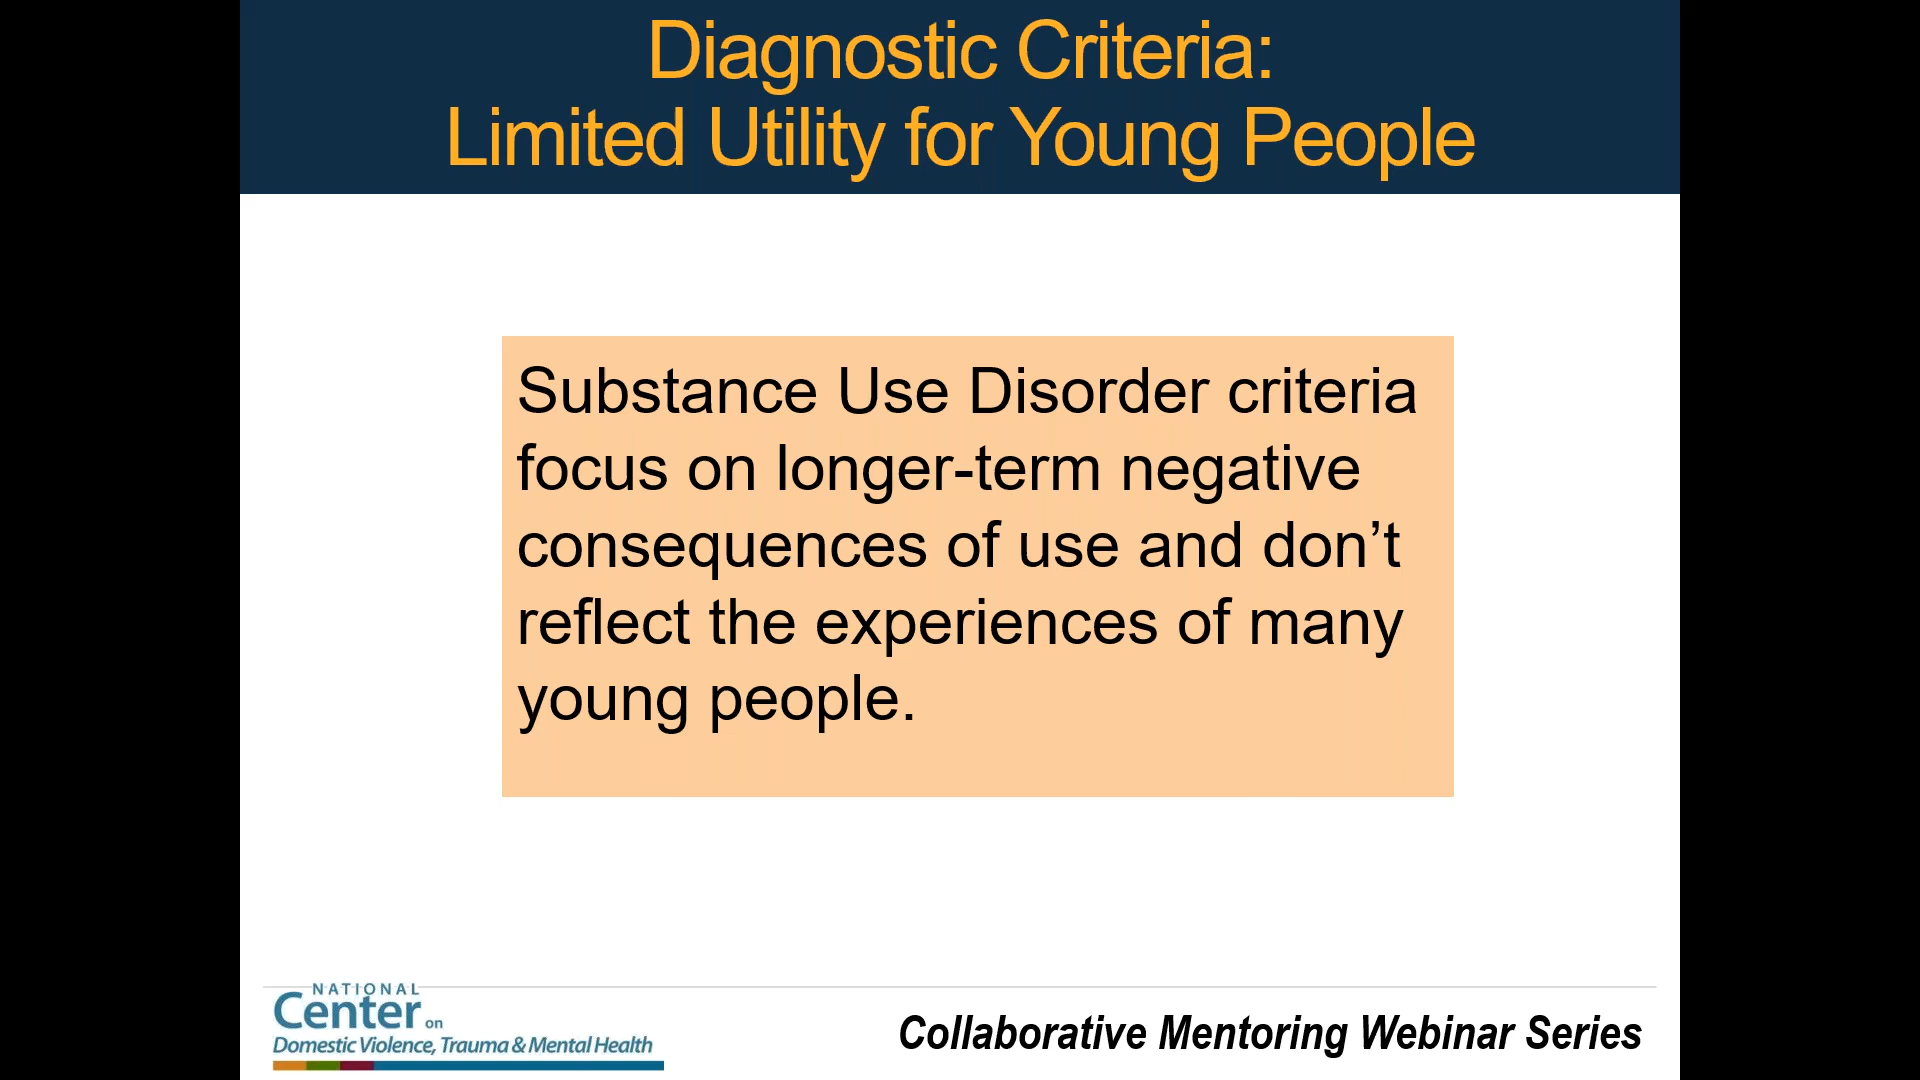 Diagnostic Criteria:
Limited Utility for Young People
Substance Use Disorder criteria
focus on longer-term negative
consequences of use and don’t
reflect the experiences of many
young people.
NATIONAL
Center on
Domestic Violence, Trauma & Mental Health
Collaborative Mentoring Webinar Series